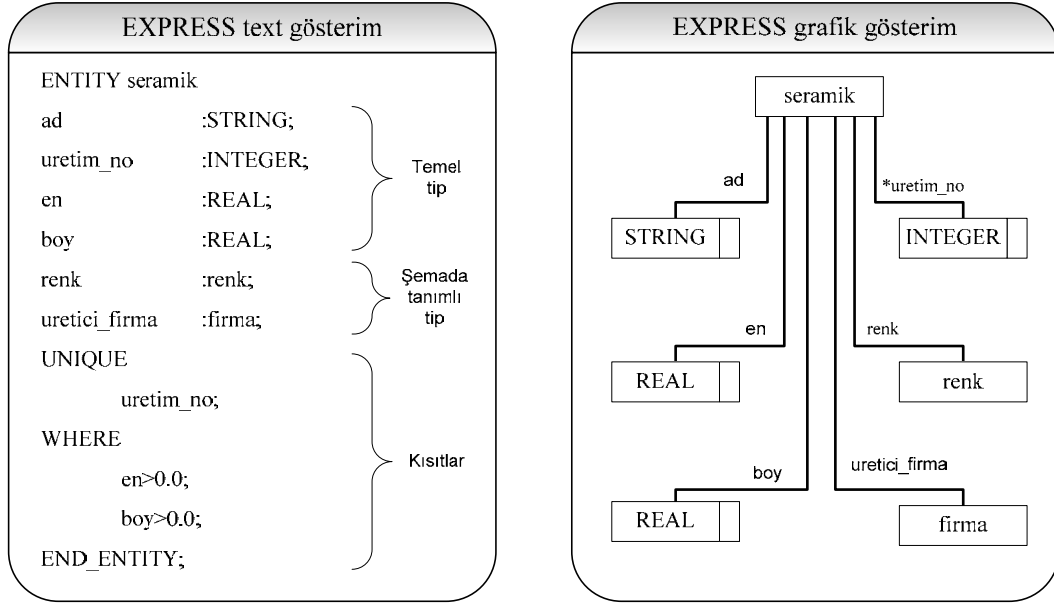 EXPRESS text gösterim
ENTITY seramik
ad :STRING;
uretim_no :INTEGER;
en :REAL;
boy :REAL;
Temel
tip
renk :renk;
uretici_firma :firma;
Şemada
tanımlı
tip
UNIQUE
uretim_no;
WHERE
en>0.0;
boy>0.0;
END_ENTITY;
Kısıtlar
EXPRESS grafik gösterim
seramik
ad
*uretim_no
STRING
INTEGER
en
renk
REAL
renk
boy
uretici_firma
REAL
firma